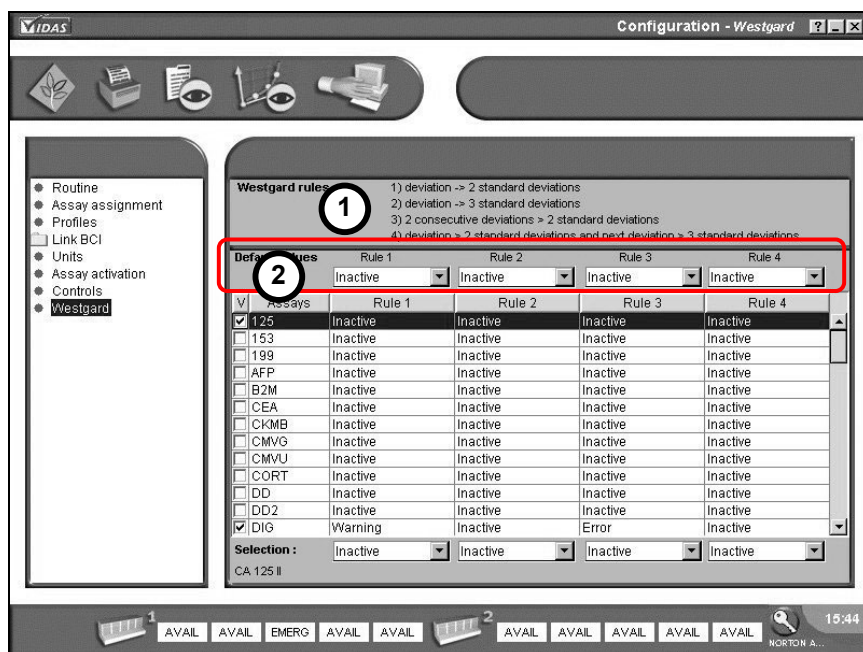 VIDAS
Configuration - Westgard ? _ X
Routine
Assay assignment
Profiles
Link BCI
Units
Assay activation
Controls
Westgard
Westgard rules 1) deviation -> 2 standard deviations
2) deviation -> 3 standard deviations
3) 2 consecutive deviations > 2 standard deviations
4) deviation > 2 standard deviations and next deviation > 3 standard deviations
1
Rule 1 Rule 2 Rule 3 Rule 4
2
Inactive Inactive Inactive Inactive
V Assays Rule 1 Rule 2 Rule 3 Rule 4
125 Inactive Inactive Inactive Inactive
153 Inactive Inactive Inactive Inactive
199 Inactive Inactive Inactive Inactive
AFP Inactive Inactive Inactive Inactive
B2M Inactive Inactive Inactive Inactive
CEA Inactive Inactive Inactive Inactive
CKMB Inactive Inactive Inactive Inactive
CMVG Inactive Inactive Inactive Inactive
CMVU Inactive Inactive Inactive Inactive
CORT Inactive Inactive Inactive Inactive
DD Inactive Inactive Inactive Inactive
DD2 Inactive Inactive Inactive Inactive
DIG Warning Inactive Error Inactive
Selection : Inactive Inactive Inactive Inactive
CA 125 II
1 AVAIL AVAIL EMERG AVAIL AVAIL 2 AVAIL AVAIL AVAIL AVAIL AVAIL 15:44
NORTON A...